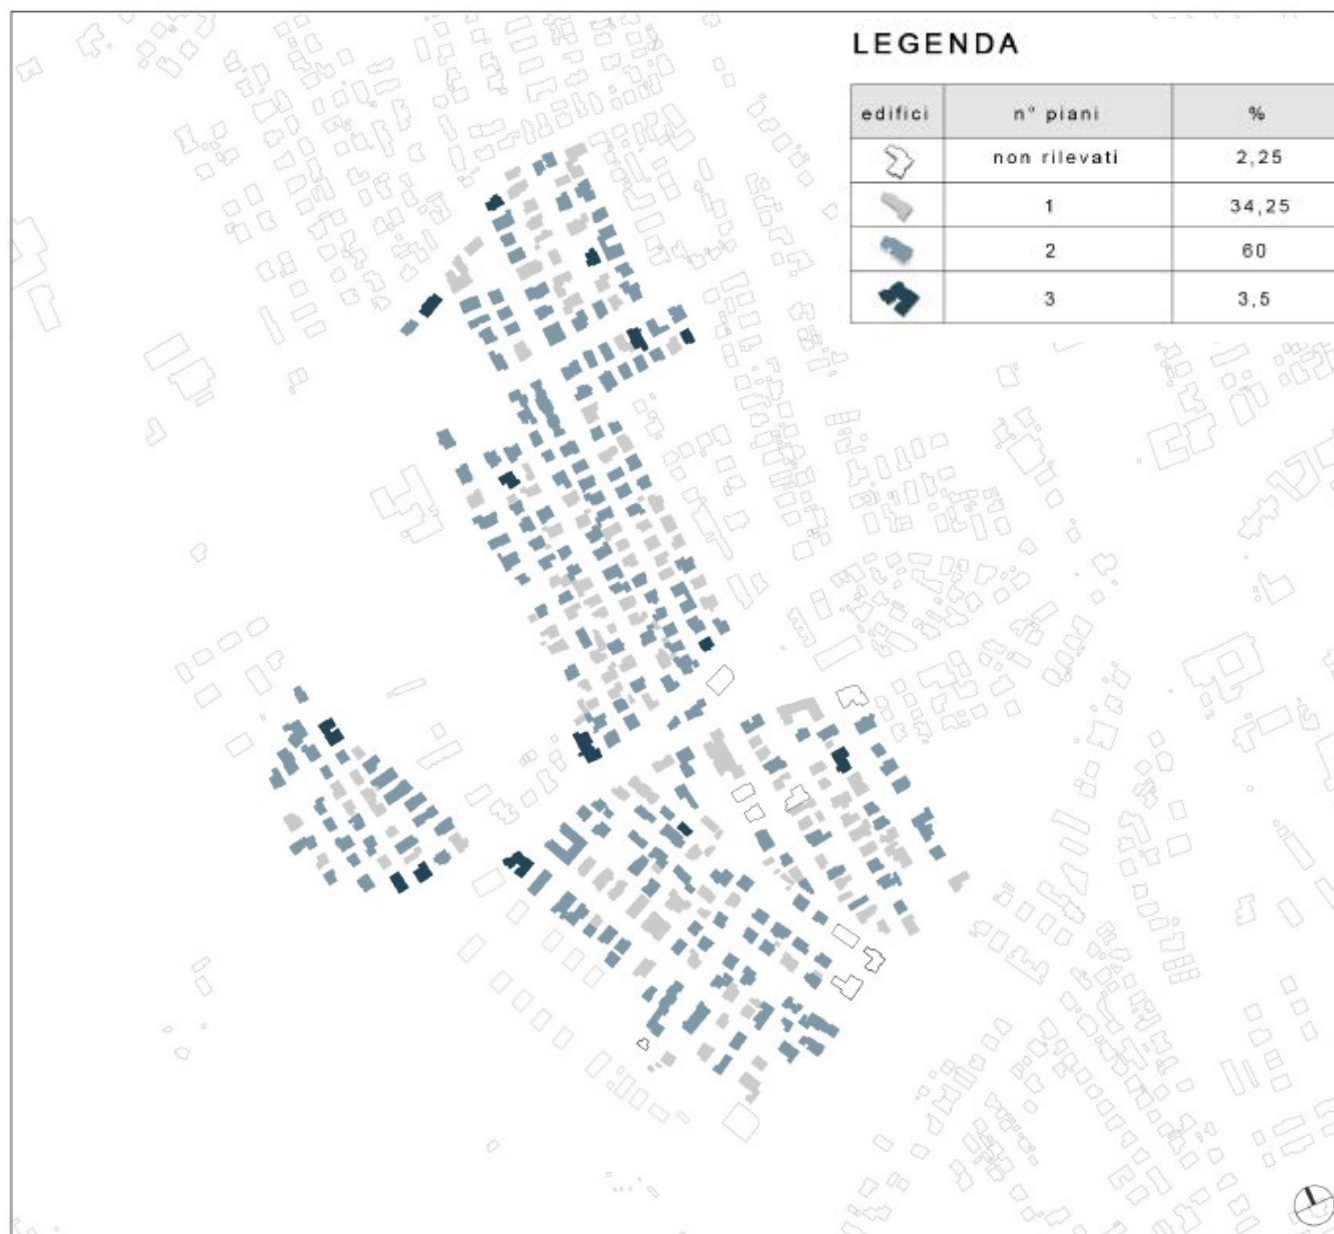 LEGENDA
edifici n° piani %
non rilevati 2,25
1 34,25
2 60
3 3,5